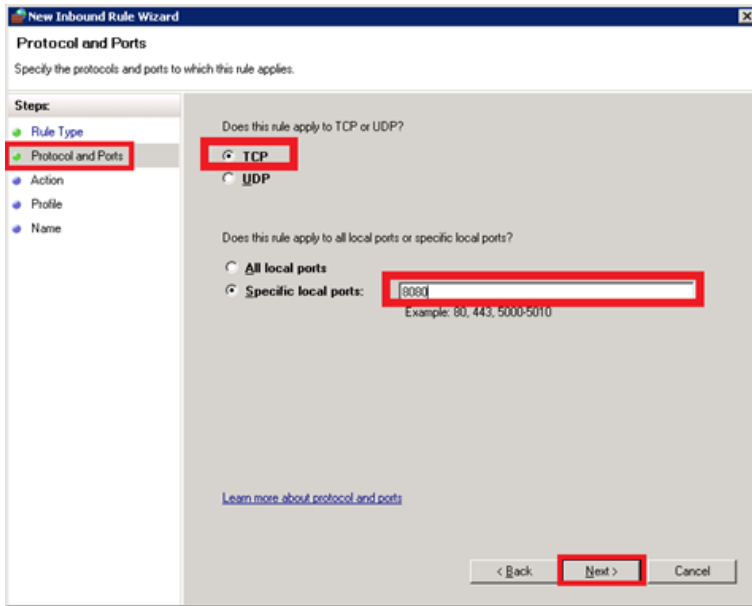 New Inbound Rule Wizard
Protocol and Ports
Specify the protocols and ports to which this rule applies.
Steps:
Rule Type
Protocol and Ports
Action
Profile
Name
Does this rule apply to TCP or UDP?
TCP
UDP
Does this rule apply to all local ports or specific local ports?
All local ports
Specific local ports:
8080
Example: 80, 443, 5000-5010
Learn more about protocol and ports
< Back
Next >
Cancel